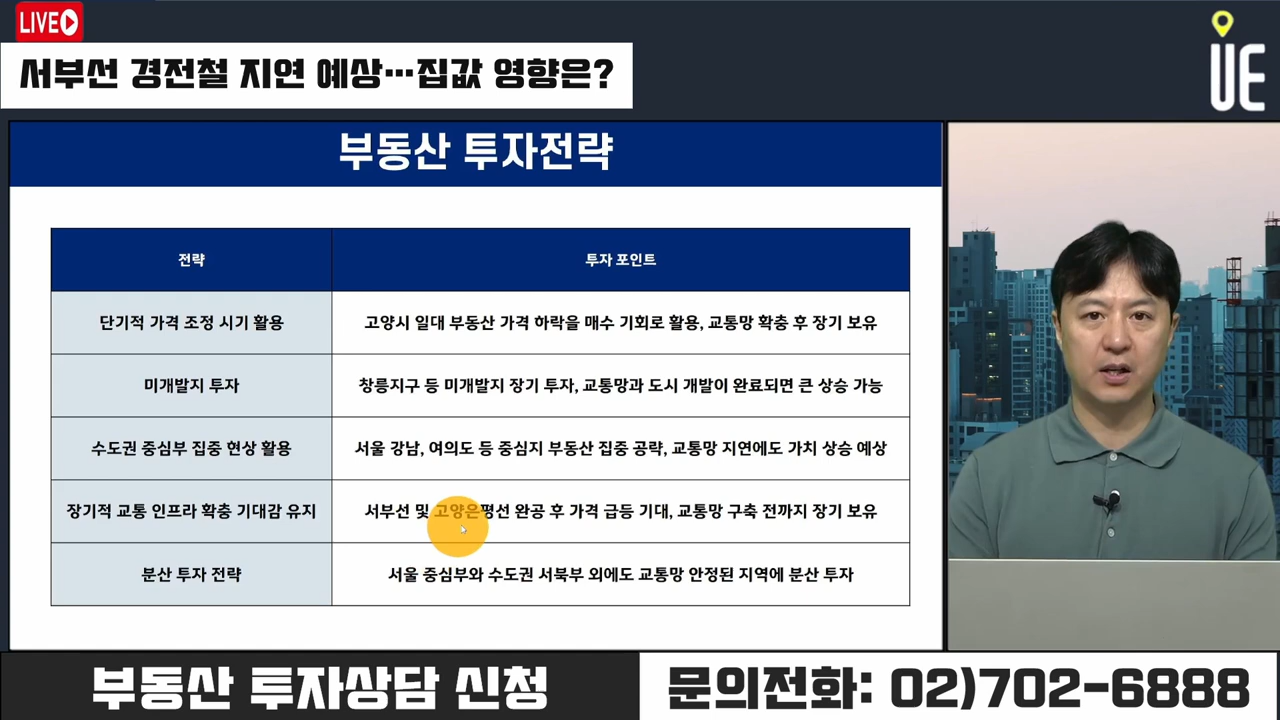 LIVE
서부선 경전철 지연 예상…집값 영향은?
UE
부동산 투자전략
전략
투자 포인트
단기적 가격 조정 시기 활용
고양시 일대 부동산 가격 하락을 매수 기회로 활용, 교통망 확충 후 장기 보유
미개발지 투자
창릉지구 등 미개발지 장기 투자, 교통망과 도시 개발이 완료되면 큰 상승 가능
수도권 중심부 집중 현상 활용
서울 강남, 여의도 등 중심지 부동산 집중 공략, 교통망 지연에도 가치 상승 예상
장기적 교통 인프라 확충 기대감 유지
서부선 및 고양은평선 완공 후 가격 급등 기대, 교통망 구축 전까지 장기 보유
분산 투자 전략
서울 중심부와 수도권 서북부 외에도 교통망 안정된 지역에 분산 투자
부동산 투자상담 신청
문의전화: 02)702-6888